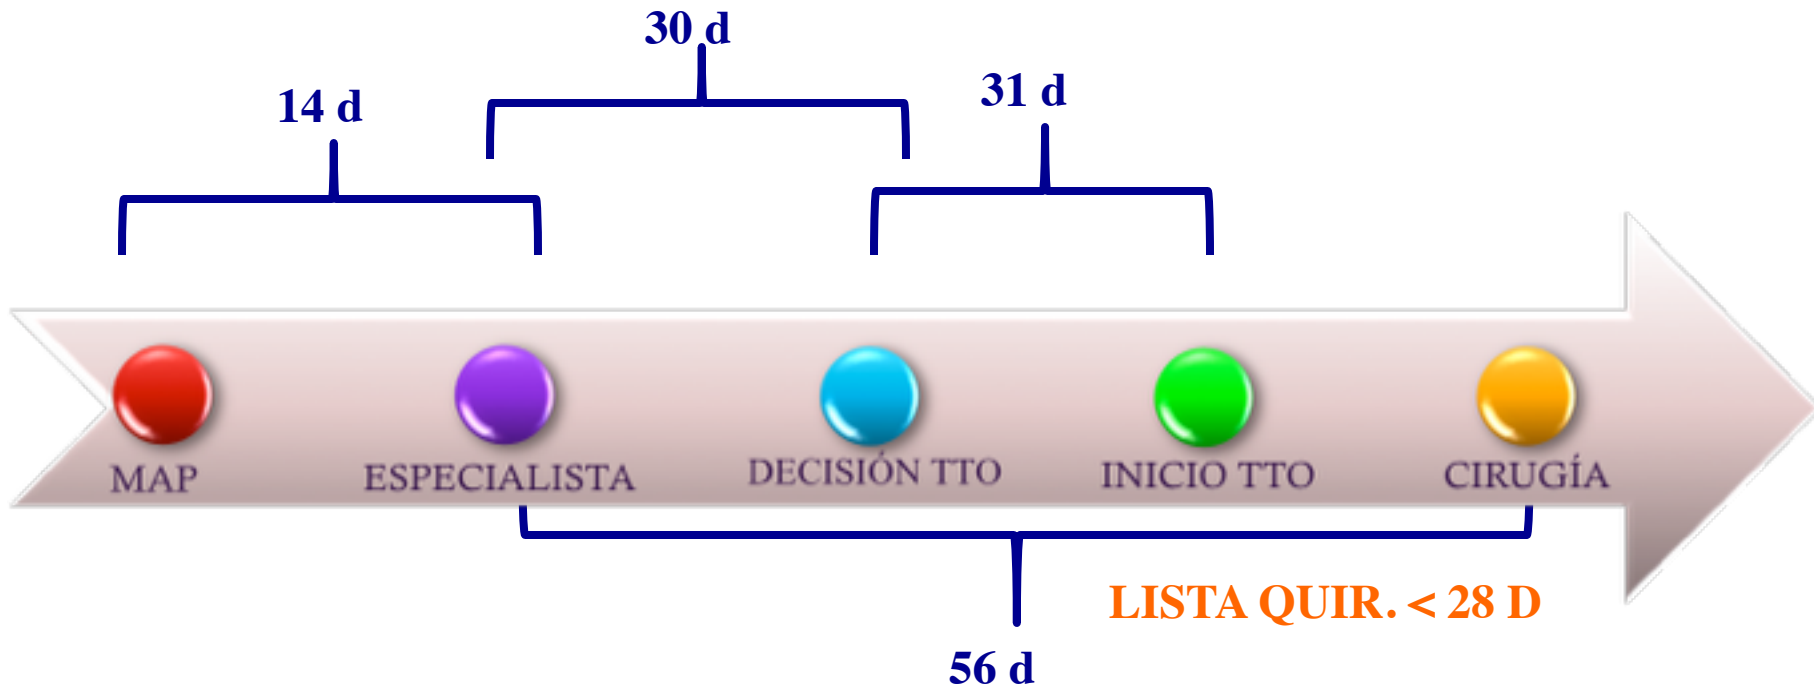 30 d
14 d
31 d
MAP
ESPECIALISTA
DECISIÓN TTO
INICIO TTO
CIRUGÍA
LISTA QUIR. < 28 D
56 d